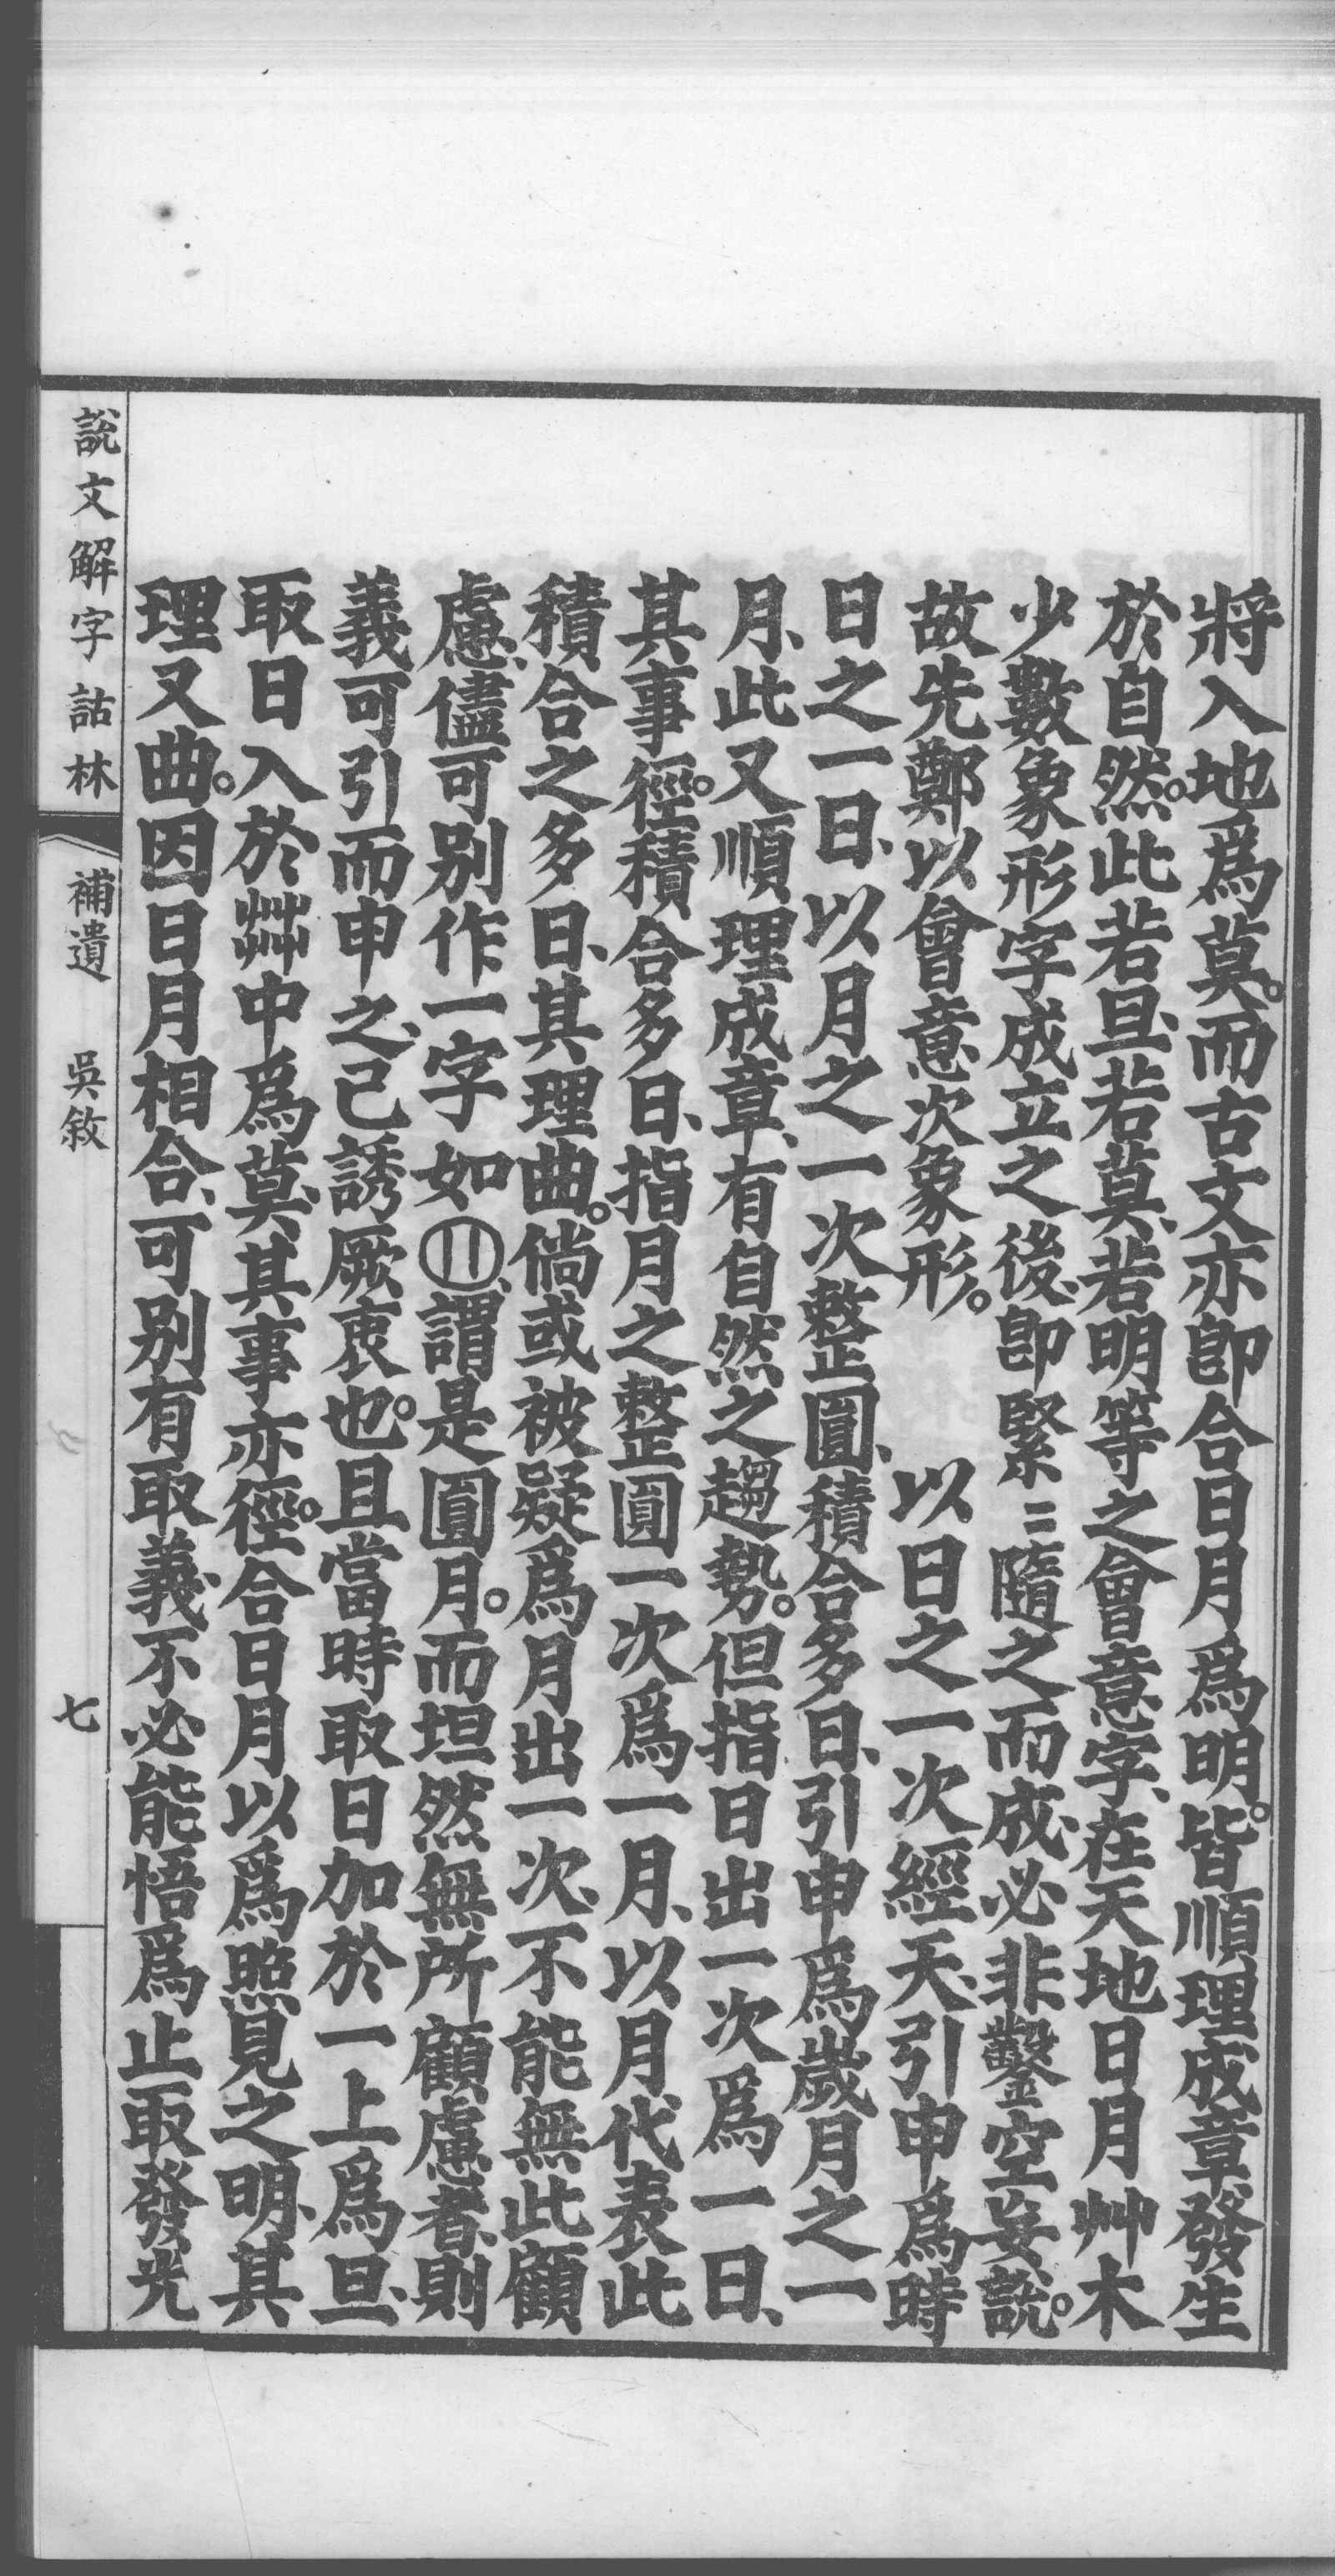 將入地爲莫。而古文亦卽合日月爲明。皆順理成章、發生
於自然。此若旦、若莫、若明等之會意字、在天地日月艸木
少數象形字成立之後、卽緊〻隨之而成、必非鑿空妄說。
故先鄭以會意次象形。　以日之一次經天、引申爲時
日之一日、以月之一次整圓、積合多日、引申爲歲月之一
月、此又順理成章、有自然之趨勢。但指日出一次爲一日、
其事徑。積合多日、指月之整圓一次爲一月、以月代表此
積合之多日、其理曲。倘或被疑爲月出一次、不能無此顧
慮、儘可別作一字如、謂是圓月。而坦然無所顧慮者、則
義可引而申之、己誘厥衷也。且當時取日加於一上爲旦、
取日入於茻中爲莫、其事亦徑。合日月以爲照見之明、其
理又曲。因日月相合、可別有取義、不必能悟爲止取發光
說文解字詁林
補遺　吳敘
七